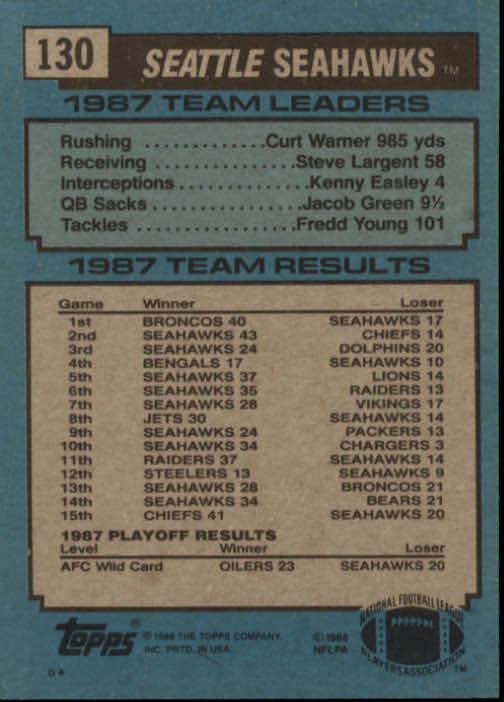 130
SEATTLE SEAHAWKS TM
1987 TEAM LEADERS
Rushing ..............Curt Warner 985 yds
Receiving ..................Steve Largent 58
Interceptions...............Kenny Easley 4
QB Sacks..................Jacob Green 9½
Tackles ..................Fredd Young 101
1987 TEAM RESULTS
Game Winner Loser
1st BRONCOS 40 SEAHAWKS 17
2nd SEAHAWKS 43 CHIEFS 14
3rd SEAHAWKS 24 DOLPHINS 20
4th BENGALS 17 SEAHAWKS 10
5th SEAHAWKS 37 LIONS 14
6th SEAHAWKS 35 RAIDERS 13
7th SEAHAWKS 28 VIKINGS 17
8th JETS 30 SEAHAWKS 14
9th SEAHAWKS 24 PACKERS 13
10th SEAHAWKS 34 CHARGERS 3
11th RAIDERS 37 SEAHAWKS 14
12th STEELERS 13 SEAHAWKS 9
13th SEAHAWKS 28 BRONCOS 21
14th SEAHAWKS 34 BEARS 21
15th CHIEFS 41 SEAHAWKS 20
1987 PLAYOFF RESULTS
Level Winner Loser
AFC Wild Card OILERS 23 SEAHAWKS 20
NATIONAL FOOTBALL LEAGUE
PLAYERS ASSOCIATION
TM
topps ®
© 1988 THE TOPPS COMPANY,
INC. PRTD. IN USA
© 1988
NFLPA
D*